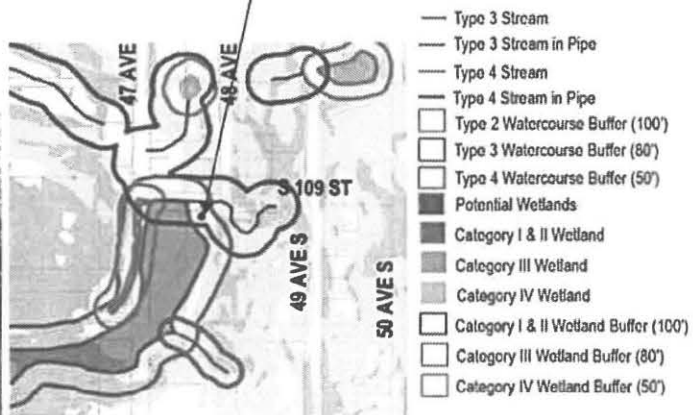 47 AVE
48 AVE
S 109 ST
49 AVE S
50 AVE S
Type 3 Stream
Type 3 Stream in Pipe
Type 4 Stream
Type 4 Stream in Pipe
Type 2 Watercourse Buffer (100')
Type 3 Watercourse Buffer (80')
Type 4 Watercourse Buffer (50')
Potential Wetlands
Category I & II Wetland
Category III Wetland
Category IV Wetland
Category I & II Wetland Buffer (100')
Category III Wetland Buffer (80')
Category IV Wetland Buffer (50')